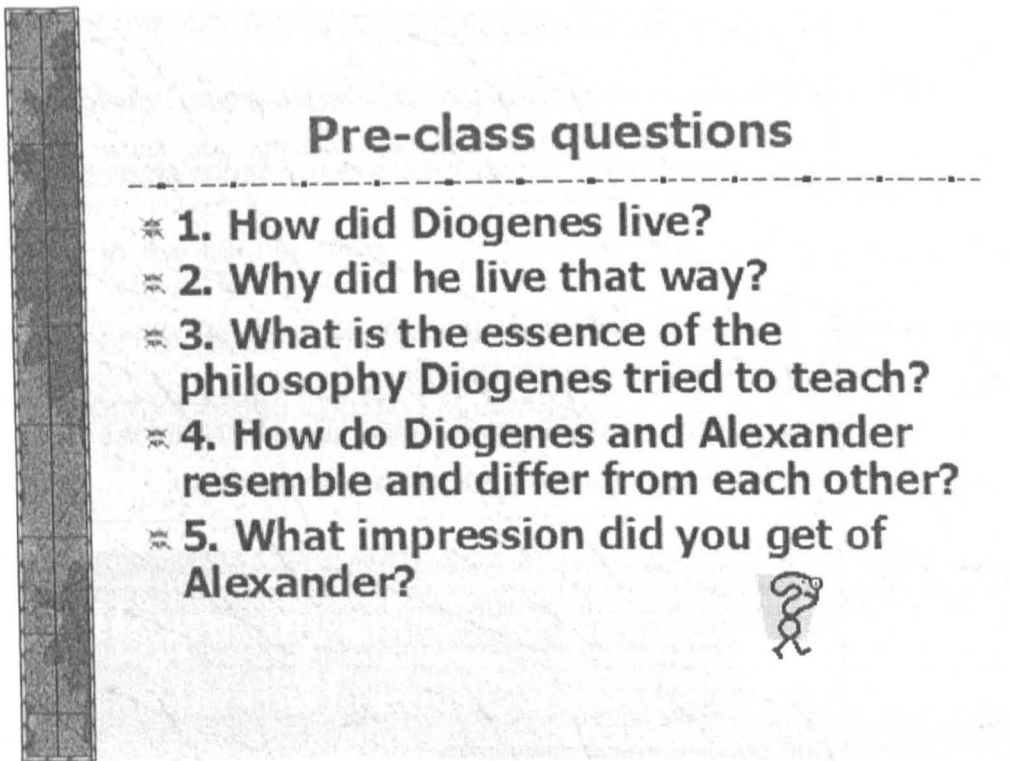 Pre-class questions
1. How did Diogenes live?
2. Why did he live that way?
3. What is the essence of the
philosophy Diogenes tried to teach?
4. How do Diogenes and Alexander
resemble and differ from each other?
5. What impression did you get of
Alexander?